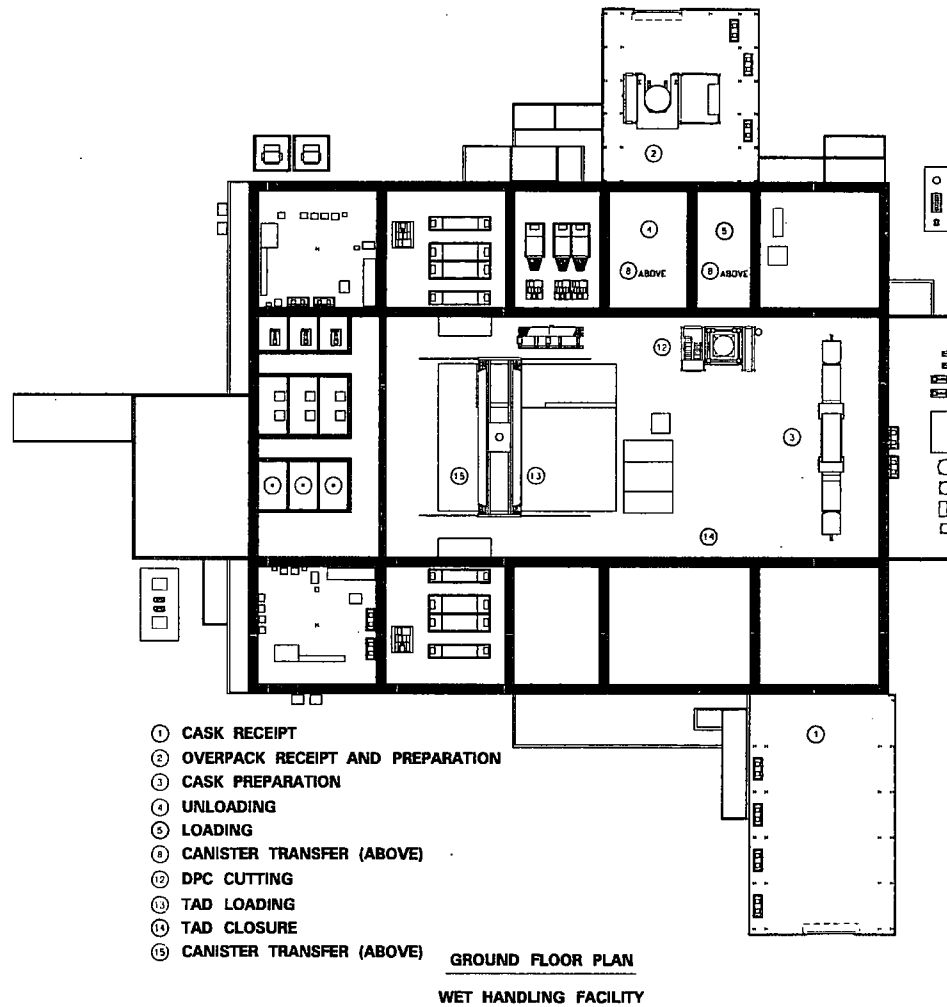 2
4
5
8 ABOVE
8 ABOVE
12
3
15
13
14
1
1 CASK RECEIPT
2 OVERPACK RECEIPT AND PREPARATION
3 CASK PREPARATION
4 UNLOADING
5 LOADING
8 CANISTER TRANSFER (ABOVE)
12 DPC CUTTING
13 TAD LOADING
14 TAD CLOSURE
15 CANISTER TRANSFER (ABOVE)
GROUND FLOOR PLAN
WET HANDLING FACILITY